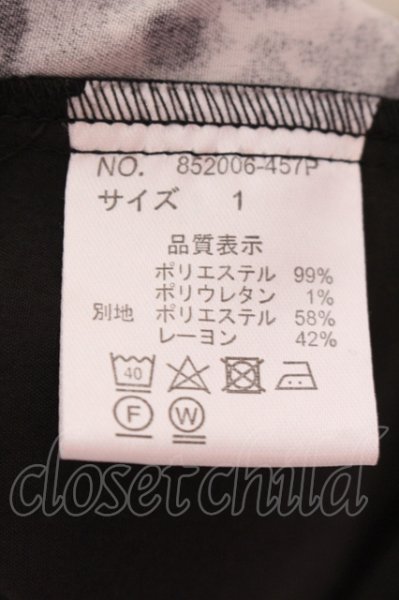 NO. 852006-457P
サイズ 1
品質表示
ポリエステル 99%
ポリウレタン 1%
別地 ポリエステル 58%
レーヨン 42%
40
F W
closetchild